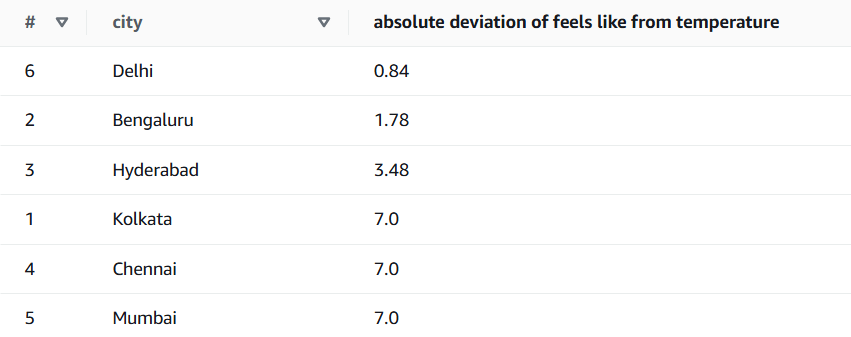 # city absolute deviation of feels like from temperature
6 Delhi 0.84
2 Bengaluru 1.78
3 Hyderabad 3.48
1 Kolkata 7.0
4 Chennai 7.0
5 Mumbai 7.0